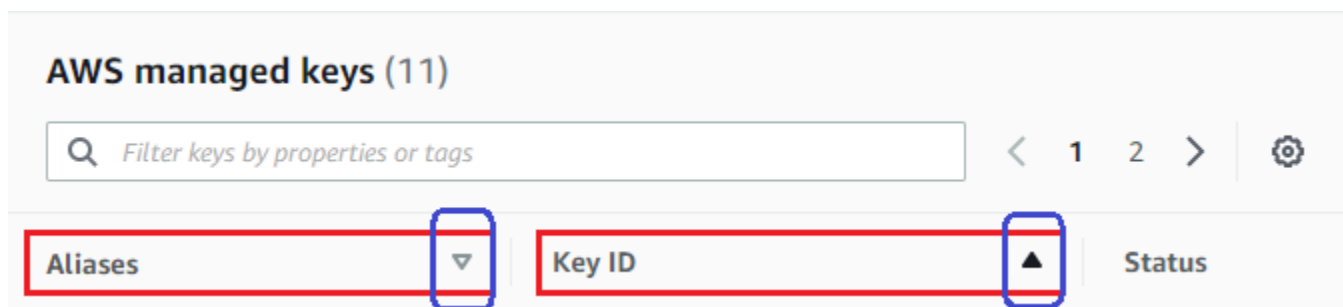 AWS managed keys (11)
Filter keys by properties or tags
1 2
Aliases Key ID Status